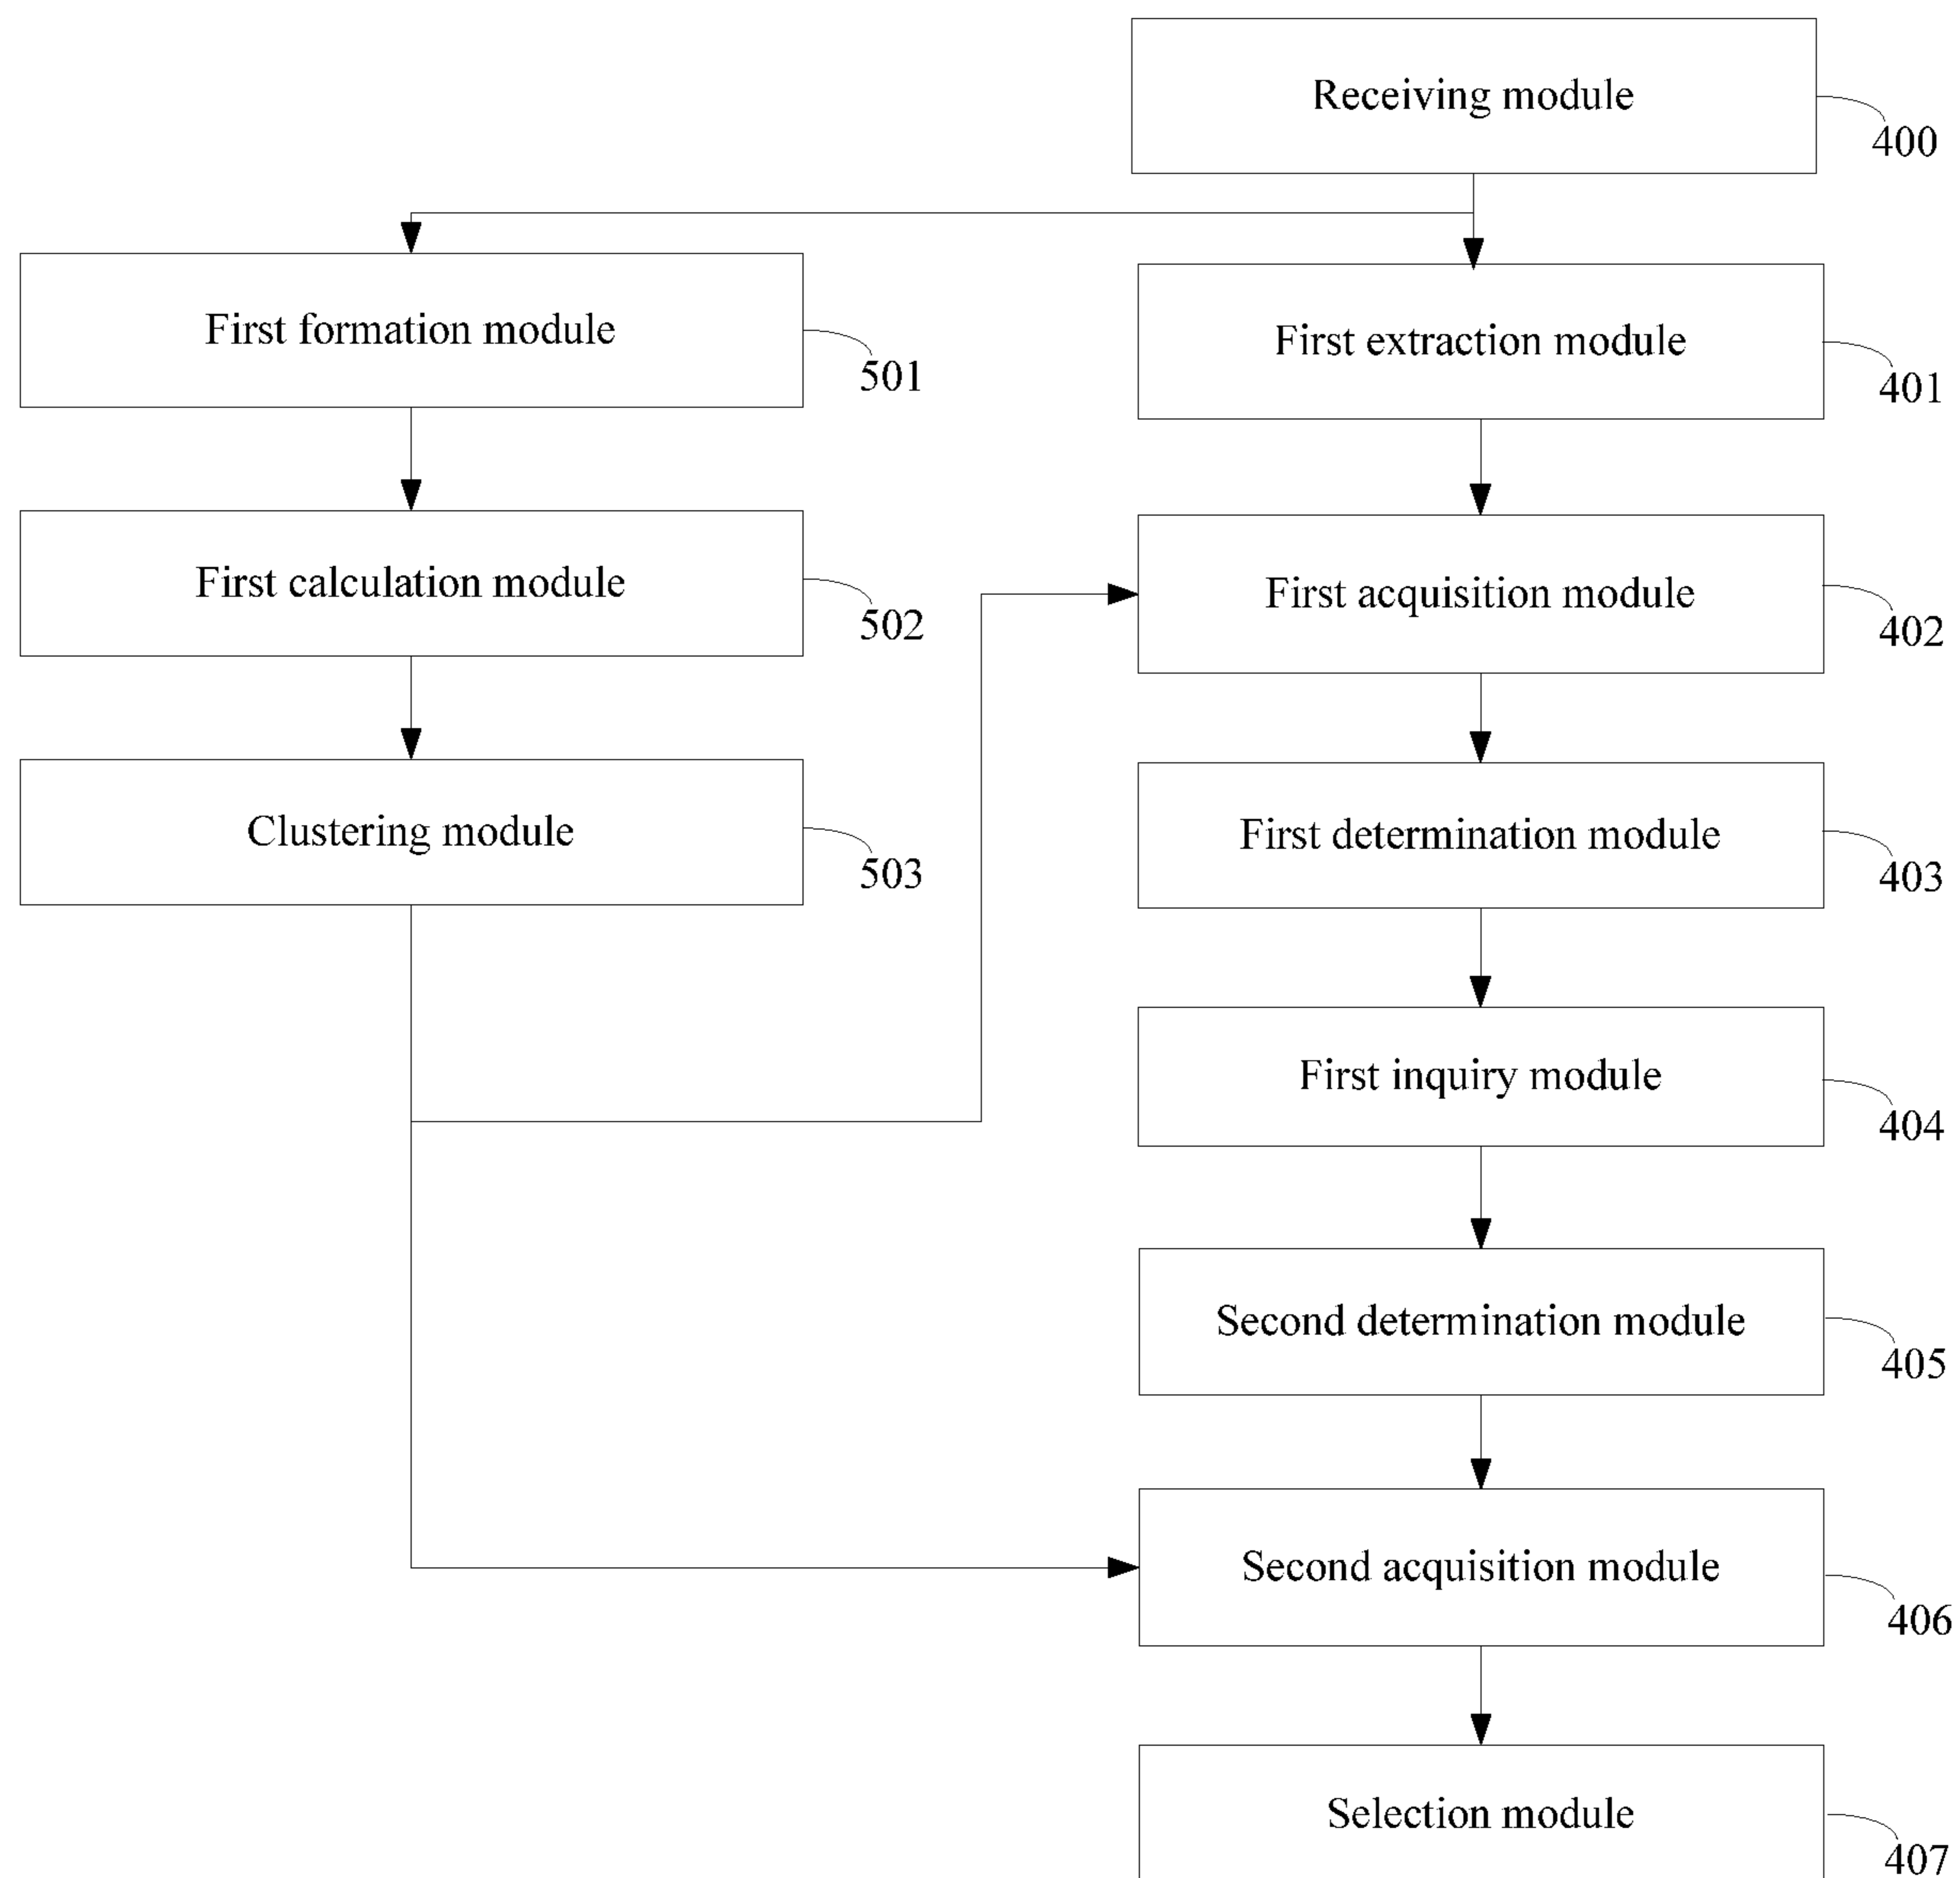 Receiving module
400
First formation module
501
First extraction module
401
First calculation module
502
First acquisition module
402
Clustering module
503
First determination module
403
First inquiry module
404
Second determination module
405
Second acquisition module
406
Selection module
407